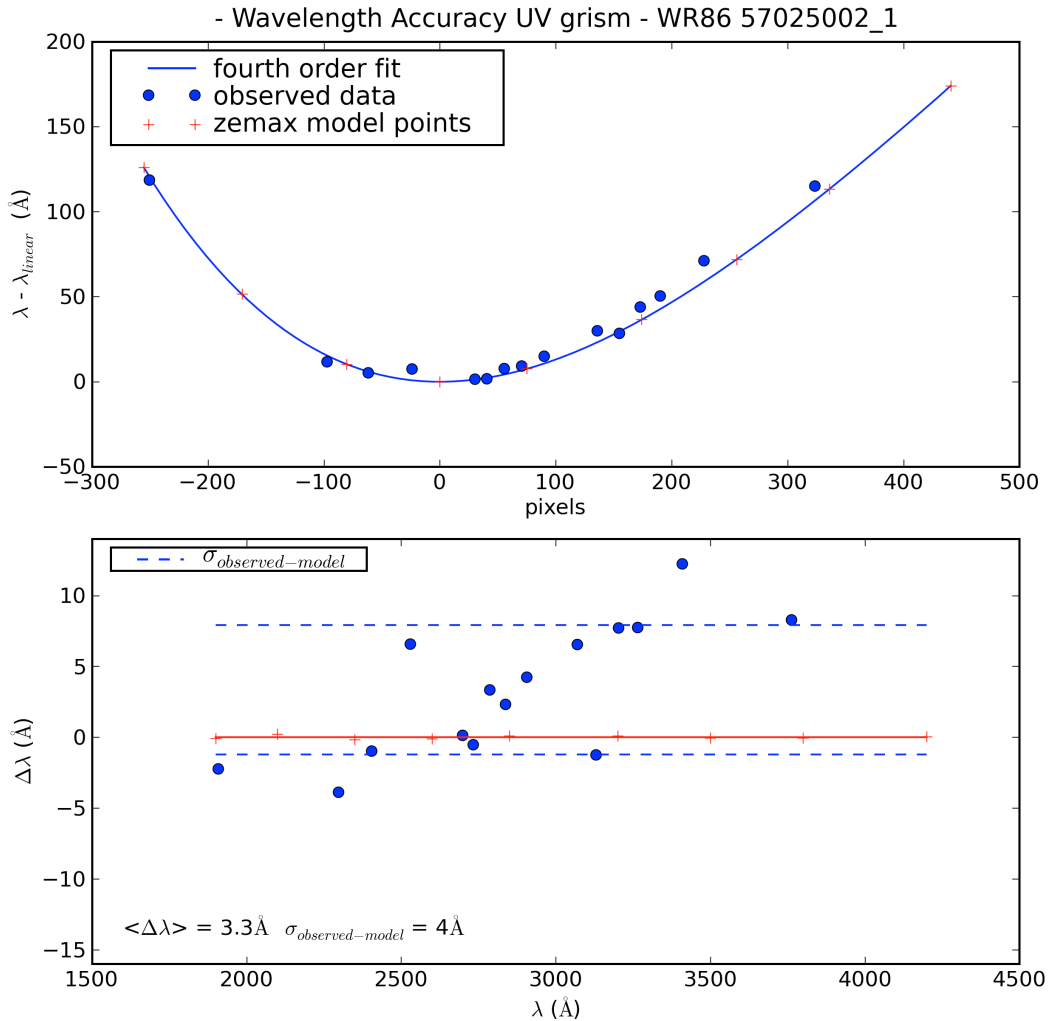 - Wavelength Accuracy UV grism - WR86 57025002_1
200
150
100
50
0
−50
λ - λlinear (Å)
fourth order fit
observed data
zemax model points
−300 −200 −100 0 100 200 300 400 500
pixels
10
5
0
−5
−10
−15
Δλ (Å)
σobserved−model
<Δλ> = 3.3Å σobserved−model = 4Å
1500 2000 2500 3000 3500 4000 4500
λ (Å)